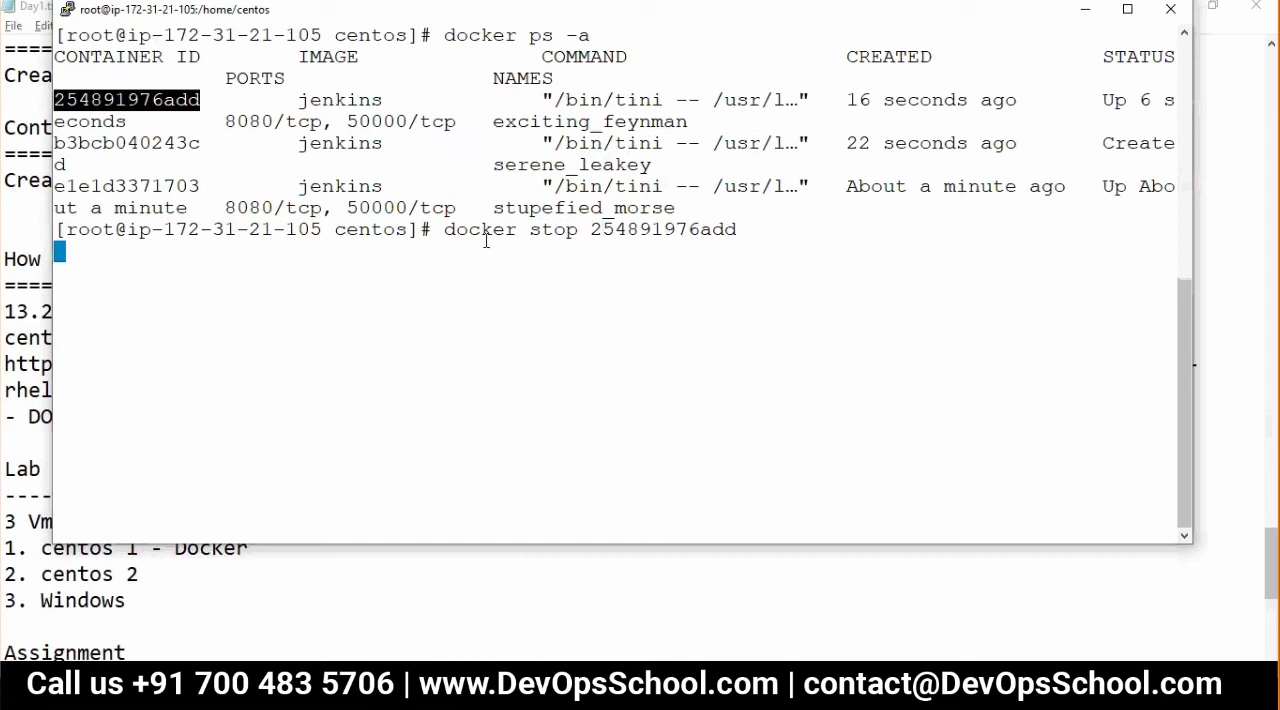 Day1.t
root@ip-172-31-21-105:/home/centos
File Edit
[root@ip-172-31-21-105 centos]# docker ps -a
CONTAINER ID IMAGE COMMAND CREATED STATUS
PORTS NAMES
254891976add jenkins "/bin/tini -- /usr/l…" 16 seconds ago Up 6 s
econds 8080/tcp, 50000/tcp exciting_feynman
b3bcb040243c jenkins "/bin/tini -- /usr/l…" 22 seconds ago Create
d serene_leakey
e1e1d3371703 jenkins "/bin/tini -- /usr/l…" About a minute ago Up Abo
ut a minute 8080/tcp, 50000/tcp stupefied_morse
[root@ip-172-31-21-105 centos]# docker stop 254891976add
====
Crea
Cont
====
Crea
How
====
13.2
cent
http
rhel
- DO
Lab
----
3 Vm
1. centos 1 - Docker
2. centos 2
3. Windows
Assignment
Call us +91 700 483 5706 | www.DevOpsSchool.com | contact@DevOpsSchool.com